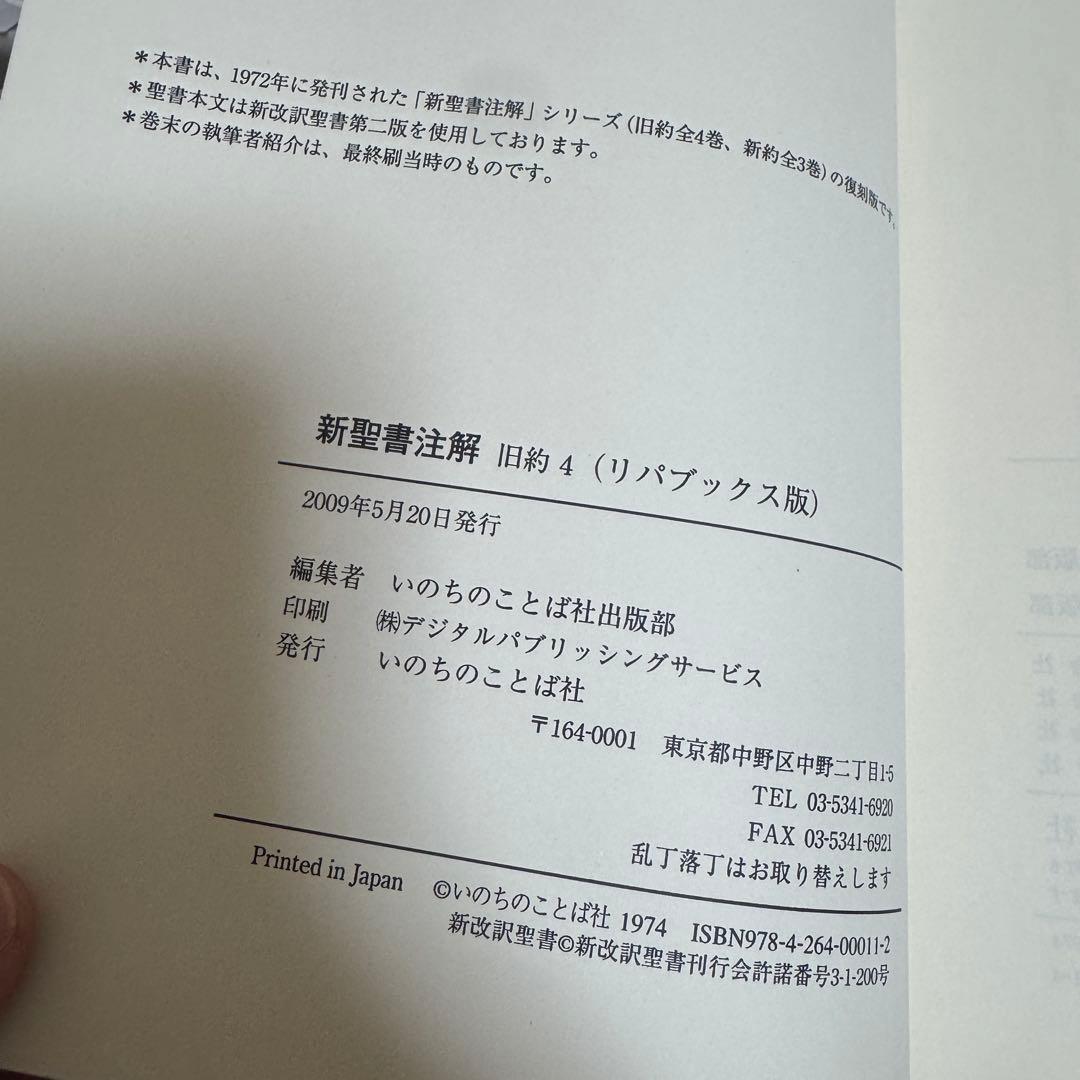 ＊本書は、1972年に発刊された「新聖書注解」シリーズ（旧約全4巻、新約全3巻）の復刻版です。
＊聖書本文は新改訳聖書第二版を使用しております。
＊巻末の執筆者紹介は、最終刷当時のものです。
新聖書注解 旧約 4（リパブックス版）
2009年5月20日発行
編集者 いのちのことば社出版部
印刷 ㈱デジタルパブリッシングサービス
発行 いのちのことば社
〒164-0001 東京都中野区中野二丁目1-5
TEL 03-5341-6920
FAX 03-5341-6921
乱丁落丁はお取り替えします
Printed in Japan ©いのちのことば社 1974 ISBN978-4-264-00011-2
新改訳聖書©新改訳聖書刊行会許諾番号3-1-200号